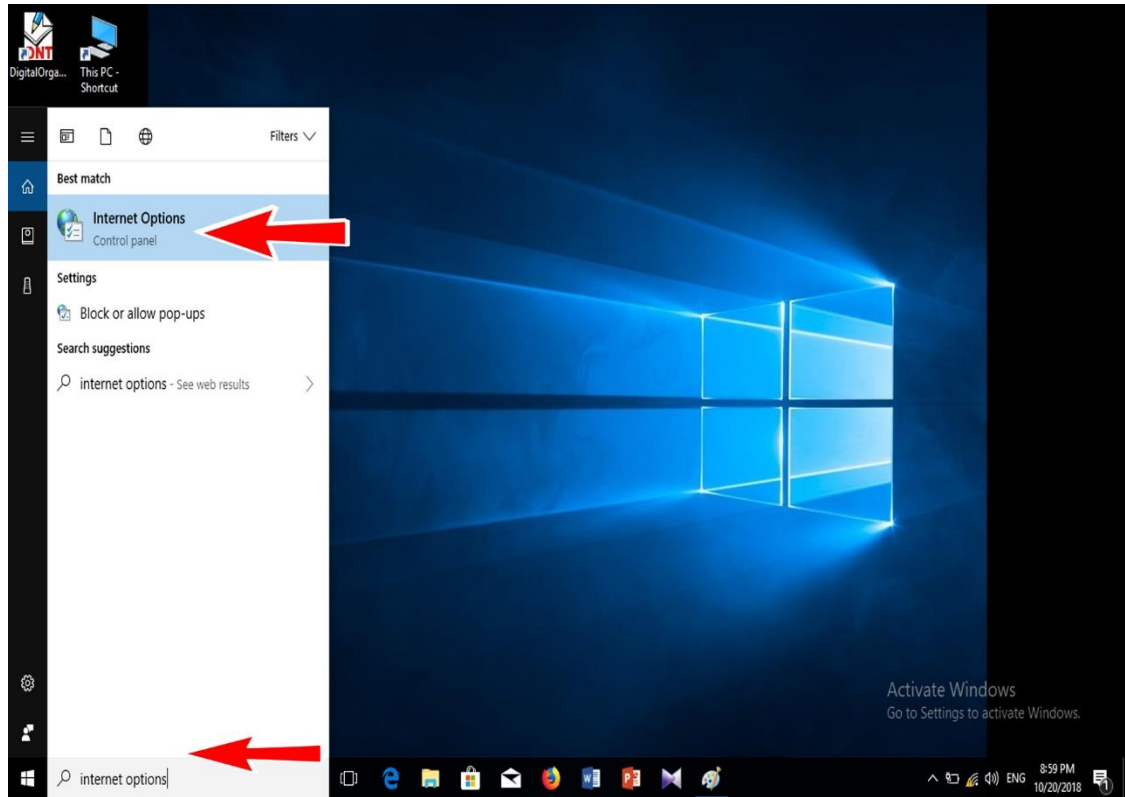 DNT
DigitalOrga...
This PC -
Shortcut
Filters
Best match
Internet Options
Control panel
Settings
Block or allow pop-ups
Search suggestions
internet options - See web results
Activate Windows
Go to Settings to activate Windows.
internet options
ENG
8:59 PM
10/20/2018
1